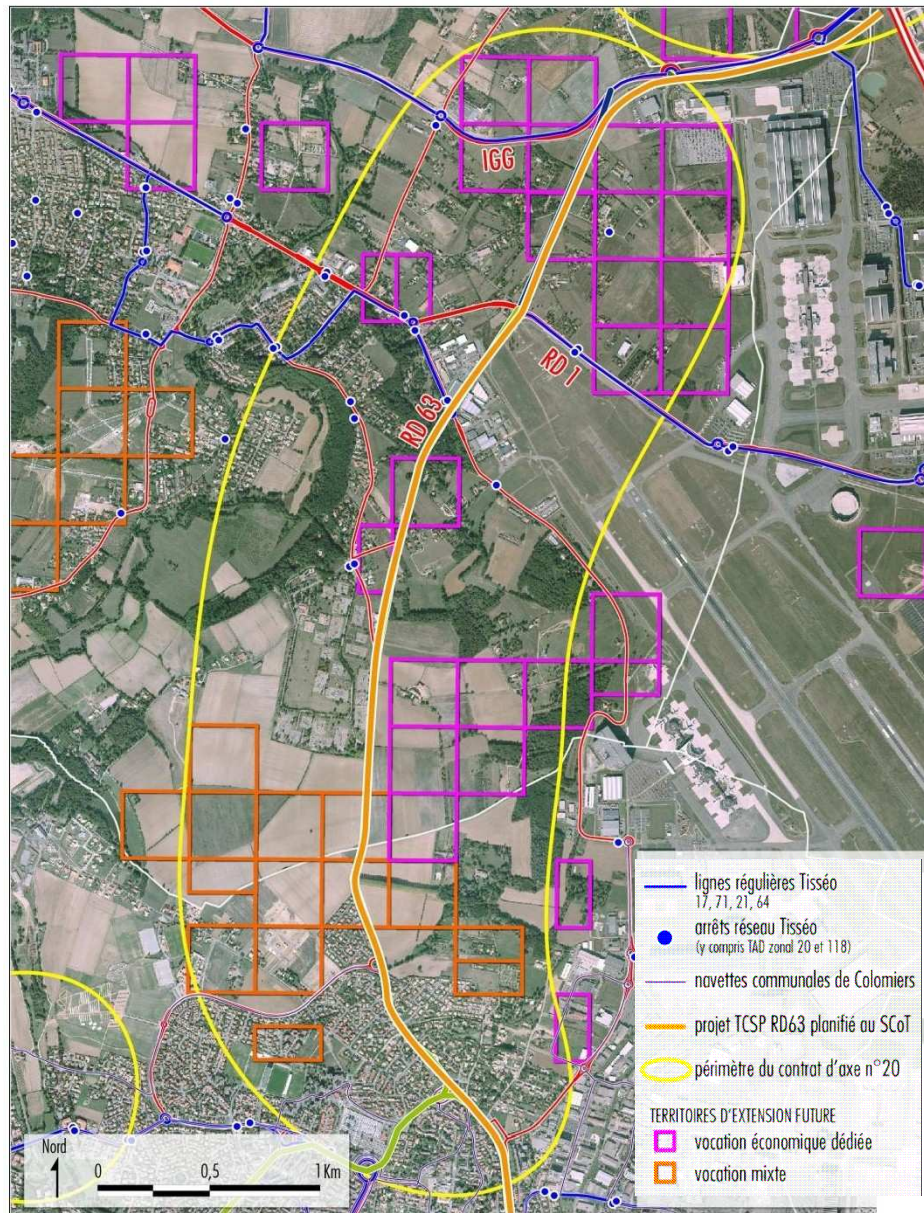 IGG
RD 1
RD 63
lignes régulières Tisséo
17, 71, 21, 64
arrêts réseau Tisséo
(y compris TAD zonal 20 et 118)
navettes communales de Colomiers
projet TCSP RD63 planifié au SCoT
périmètre du contrat d'axe n°20
TERRITOIRES D'EXTENSION FUTURE
vocation économique dédiée
vocation mixte
Nord
0 0,5 1 Km